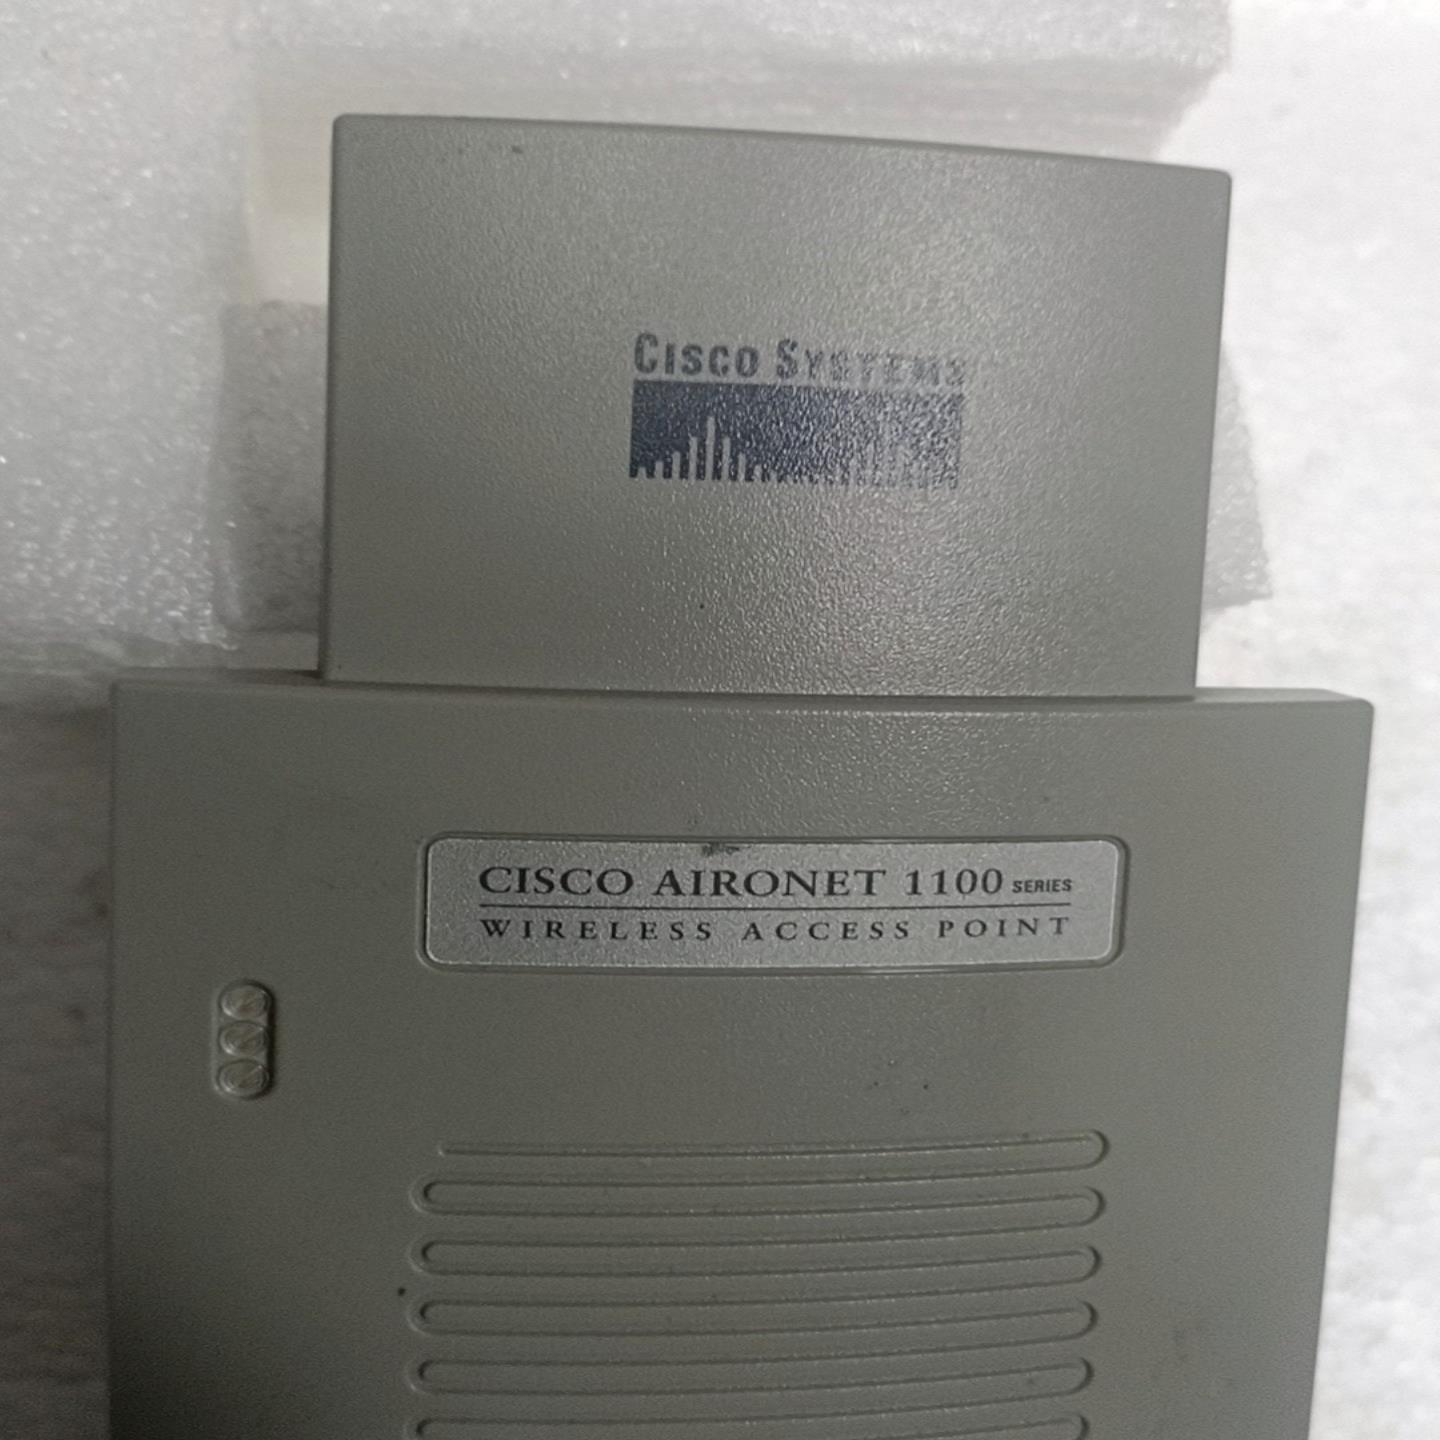 CISCO SYSTEMS
CISCO AIRONET 1100 SERIES
WIRELESS ACCESS POINT